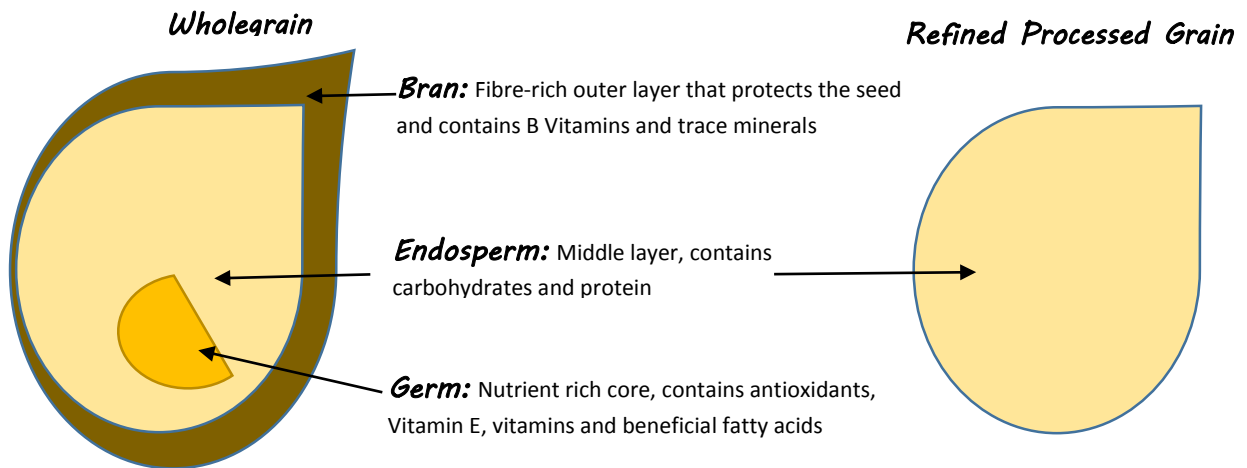 Wholegrain
Refined Processed Grain
Bran: Fibre-rich outer layer that protects the seed
and contains B Vitamins and trace minerals
Endosperm: Middle layer, contains
carbohydrates and protein
Germ: Nutrient rich core, contains antioxidants,
Vitamin E, vitamins and beneficial fatty acids